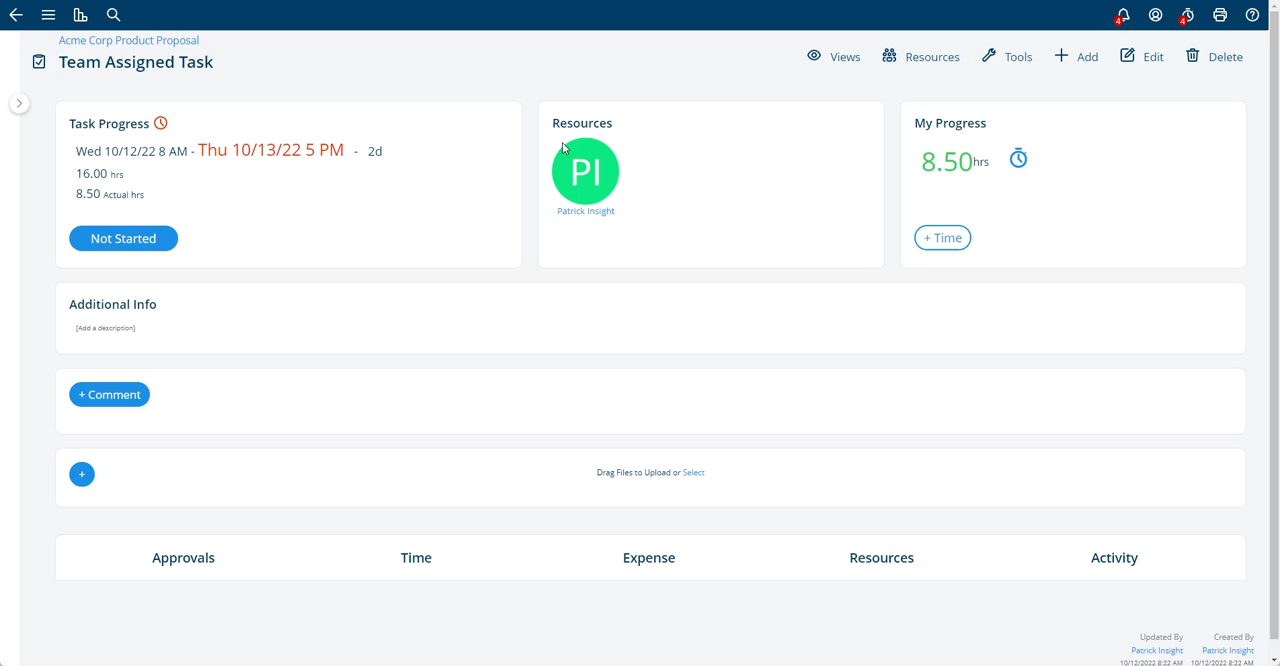 4
4
Acme Corp Product Proposal
Team Assigned Task
Views
Resources
Tools
Add
Edit
Delete
Task Progress
Wed 10/12/22 8 AM - Thu 10/13/22 5 PM - 2d
16.00 hrs
8.50 Actual hrs
Not Started
Resources
PI
Patrick Insight
My Progress
8.50hrs
+ Time
Additional Info
[Add a description]
+ Comment
+
Drag Files to Upload or Select
Approvals Time Expense Resources Activity
Updated By
Patrick Insight
10/12/2022 8:22 AM
Created By
Patrick Insight
10/12/2022 8:22 AM